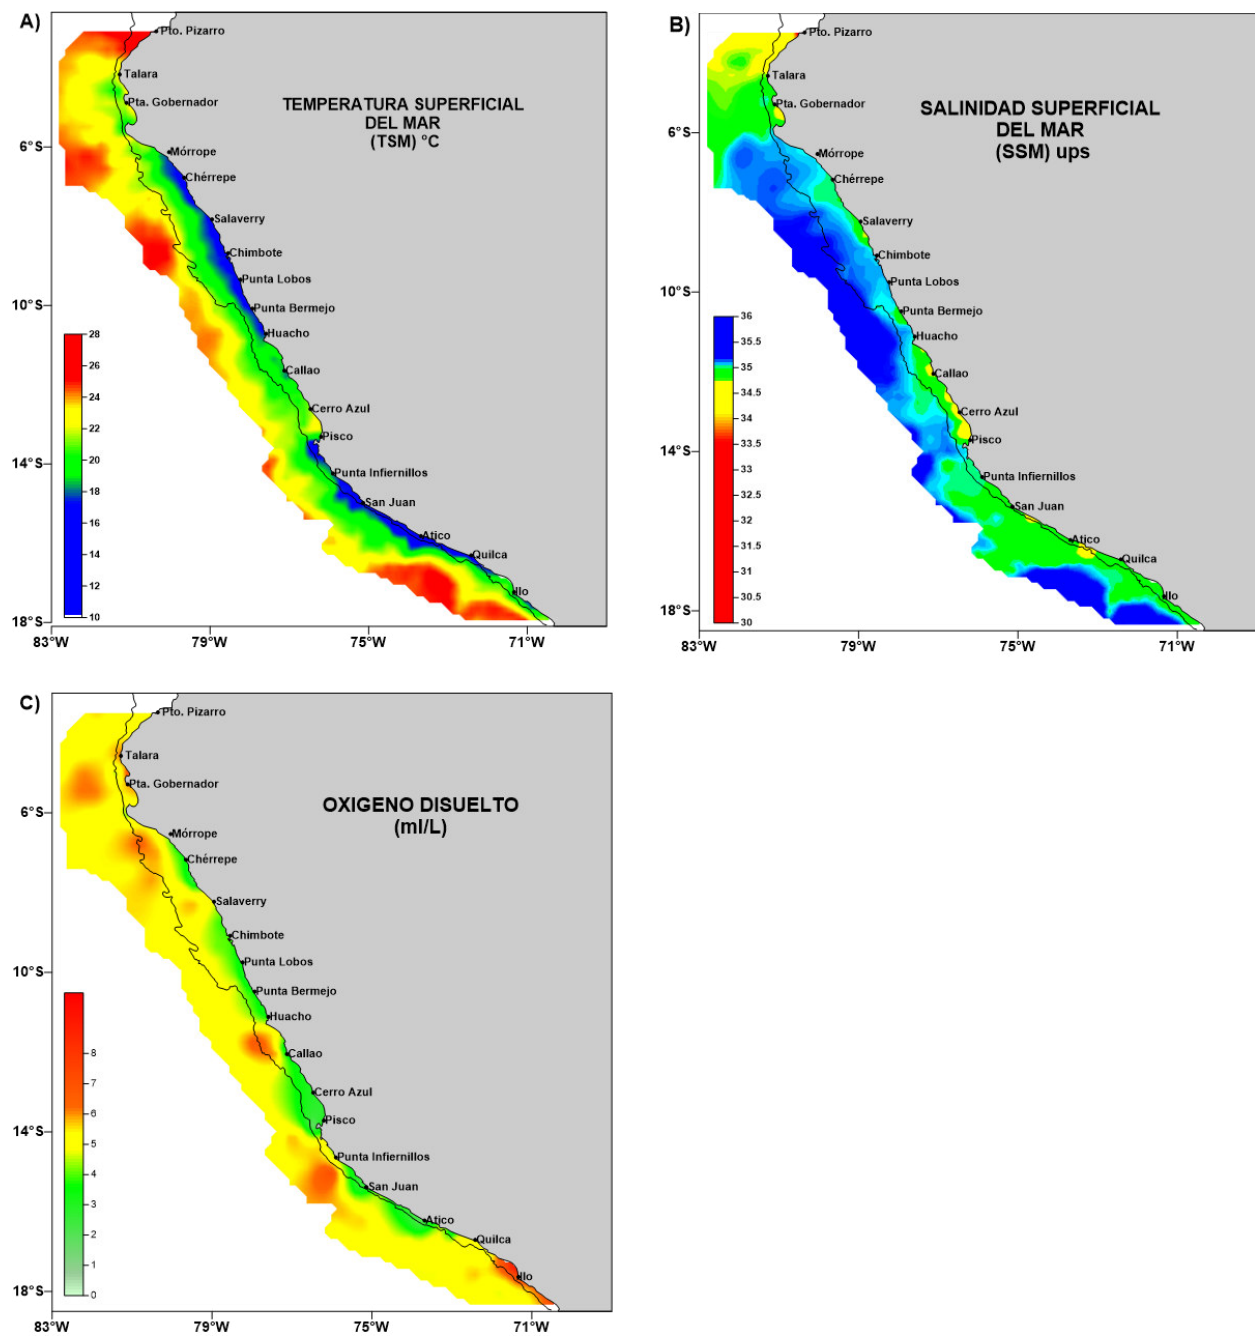 A)
Pto. Pizarro
Talara
Pta. Gobernador
TEMPERATURA SUPERFICIAL
DEL MAR
(TSM) °C
6°S
Mórrope
Chérrepe
Salaverry
Chimbote
Punta Lobos
10°S
Punta Bermejo
Huacho
28
26
Callao
24
Cerro Azul
22
Pisco
20
14°S
Punta Infiernillos
18
San Juan
16
Atico
14
Quilca
12
Ilo
10
18°S
83°W
79°W
75°W
71°W
B)
Pto. Pizarro
Talara
Pta. Gobernador
SALINIDAD SUPERFICIAL
DEL MAR
(SSM) ups
6°S
Mórrope
Chérrepe
Salaverry
Chimbote
Punta Lobos
10°S
Punta Bermejo
36
Huacho
35.5
35
Callao
34.5
Cerro Azul
34
Pisco
33.5
14°S
33
Punta Infiernillos
32.5
San Juan
32
Atico
31.5
Quilca
31
Ilo
30.5
18°S
30
83°W
79°W
75°W
71°W
C)
Pto. Pizarro
Talara
Pta. Gobernador
OXIGENO DISUELTO
(ml/L)
6°S
Mórrope
Chérrepe
Salaverry
Chimbote
Punta Lobos
10°S
Punta Bermejo
Huacho
Callao
8
7
Cerro Azul
6
Pisco
14°S
5
Punta Infiernillos
4
San Juan
3
Atico
2
Quilca
1
Ilo
0
18°S
83°W
79°W
75°W
71°W